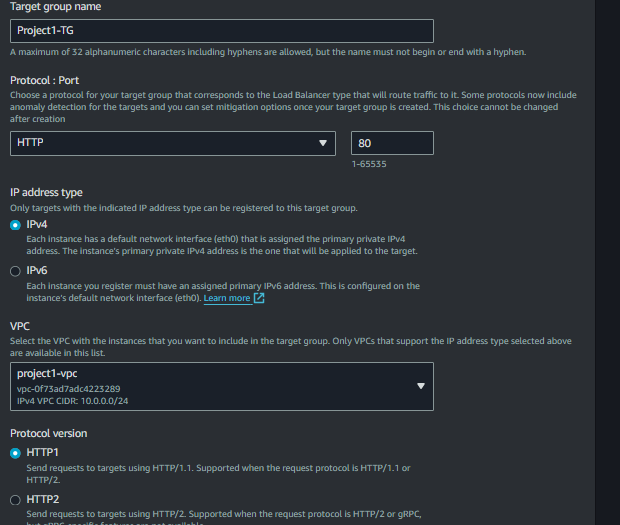 Target group name
Project1-TG
A maximum of 32 alphanumeric characters including hyphens are allowed, but the name must not begin or end with a hyphen.
Protocol : Port
Choose a protocol for your target group that corresponds to the Load Balancer type that will route traffic to it. Some protocols now include
anomaly detection for the targets and you can set mitigation options once your target group is created. This choice cannot be changed
after creation
HTTP
80
1-65535
IP address type
Only targets with the indicated IP address type can be registered to this target group.
IPv4
Each instance has a default network interface (eth0) that is assigned the primary private IPv4
address. The instance's primary private IPv4 address is the one that will be applied to the target.
IPv6
Each instance you register must have an assigned primary IPv6 address. This is configured on the
instance's default network interface (eth0). Learn more
VPC
Select the VPC with the instances that you want to include in the target group. Only VPCs that support the IP address type selected above
are available in this list.
project1-vpc
vpc-0f73ad7adc4223289
IPv4 VPC CIDR: 10.0.0.0/24
Protocol version
HTTP1
Send requests to targets using HTTP/1.1. Supported when the request protocol is HTTP/1.1 or
HTTP/2.
HTTP2
Send requests to targets using HTTP/2. Supported when the request protocol is HTTP/2 or gRPC,
but gRPC-specific features are not available.